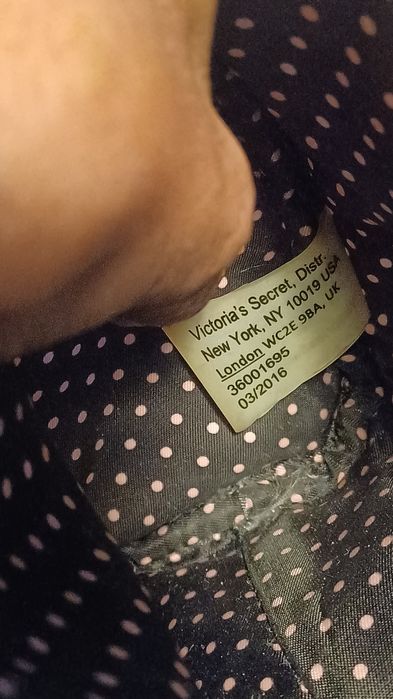 Victoria's Secret, Distr.
New York, NY 10019 USA
London WC2E 9BA, UK
36001695
03/2016